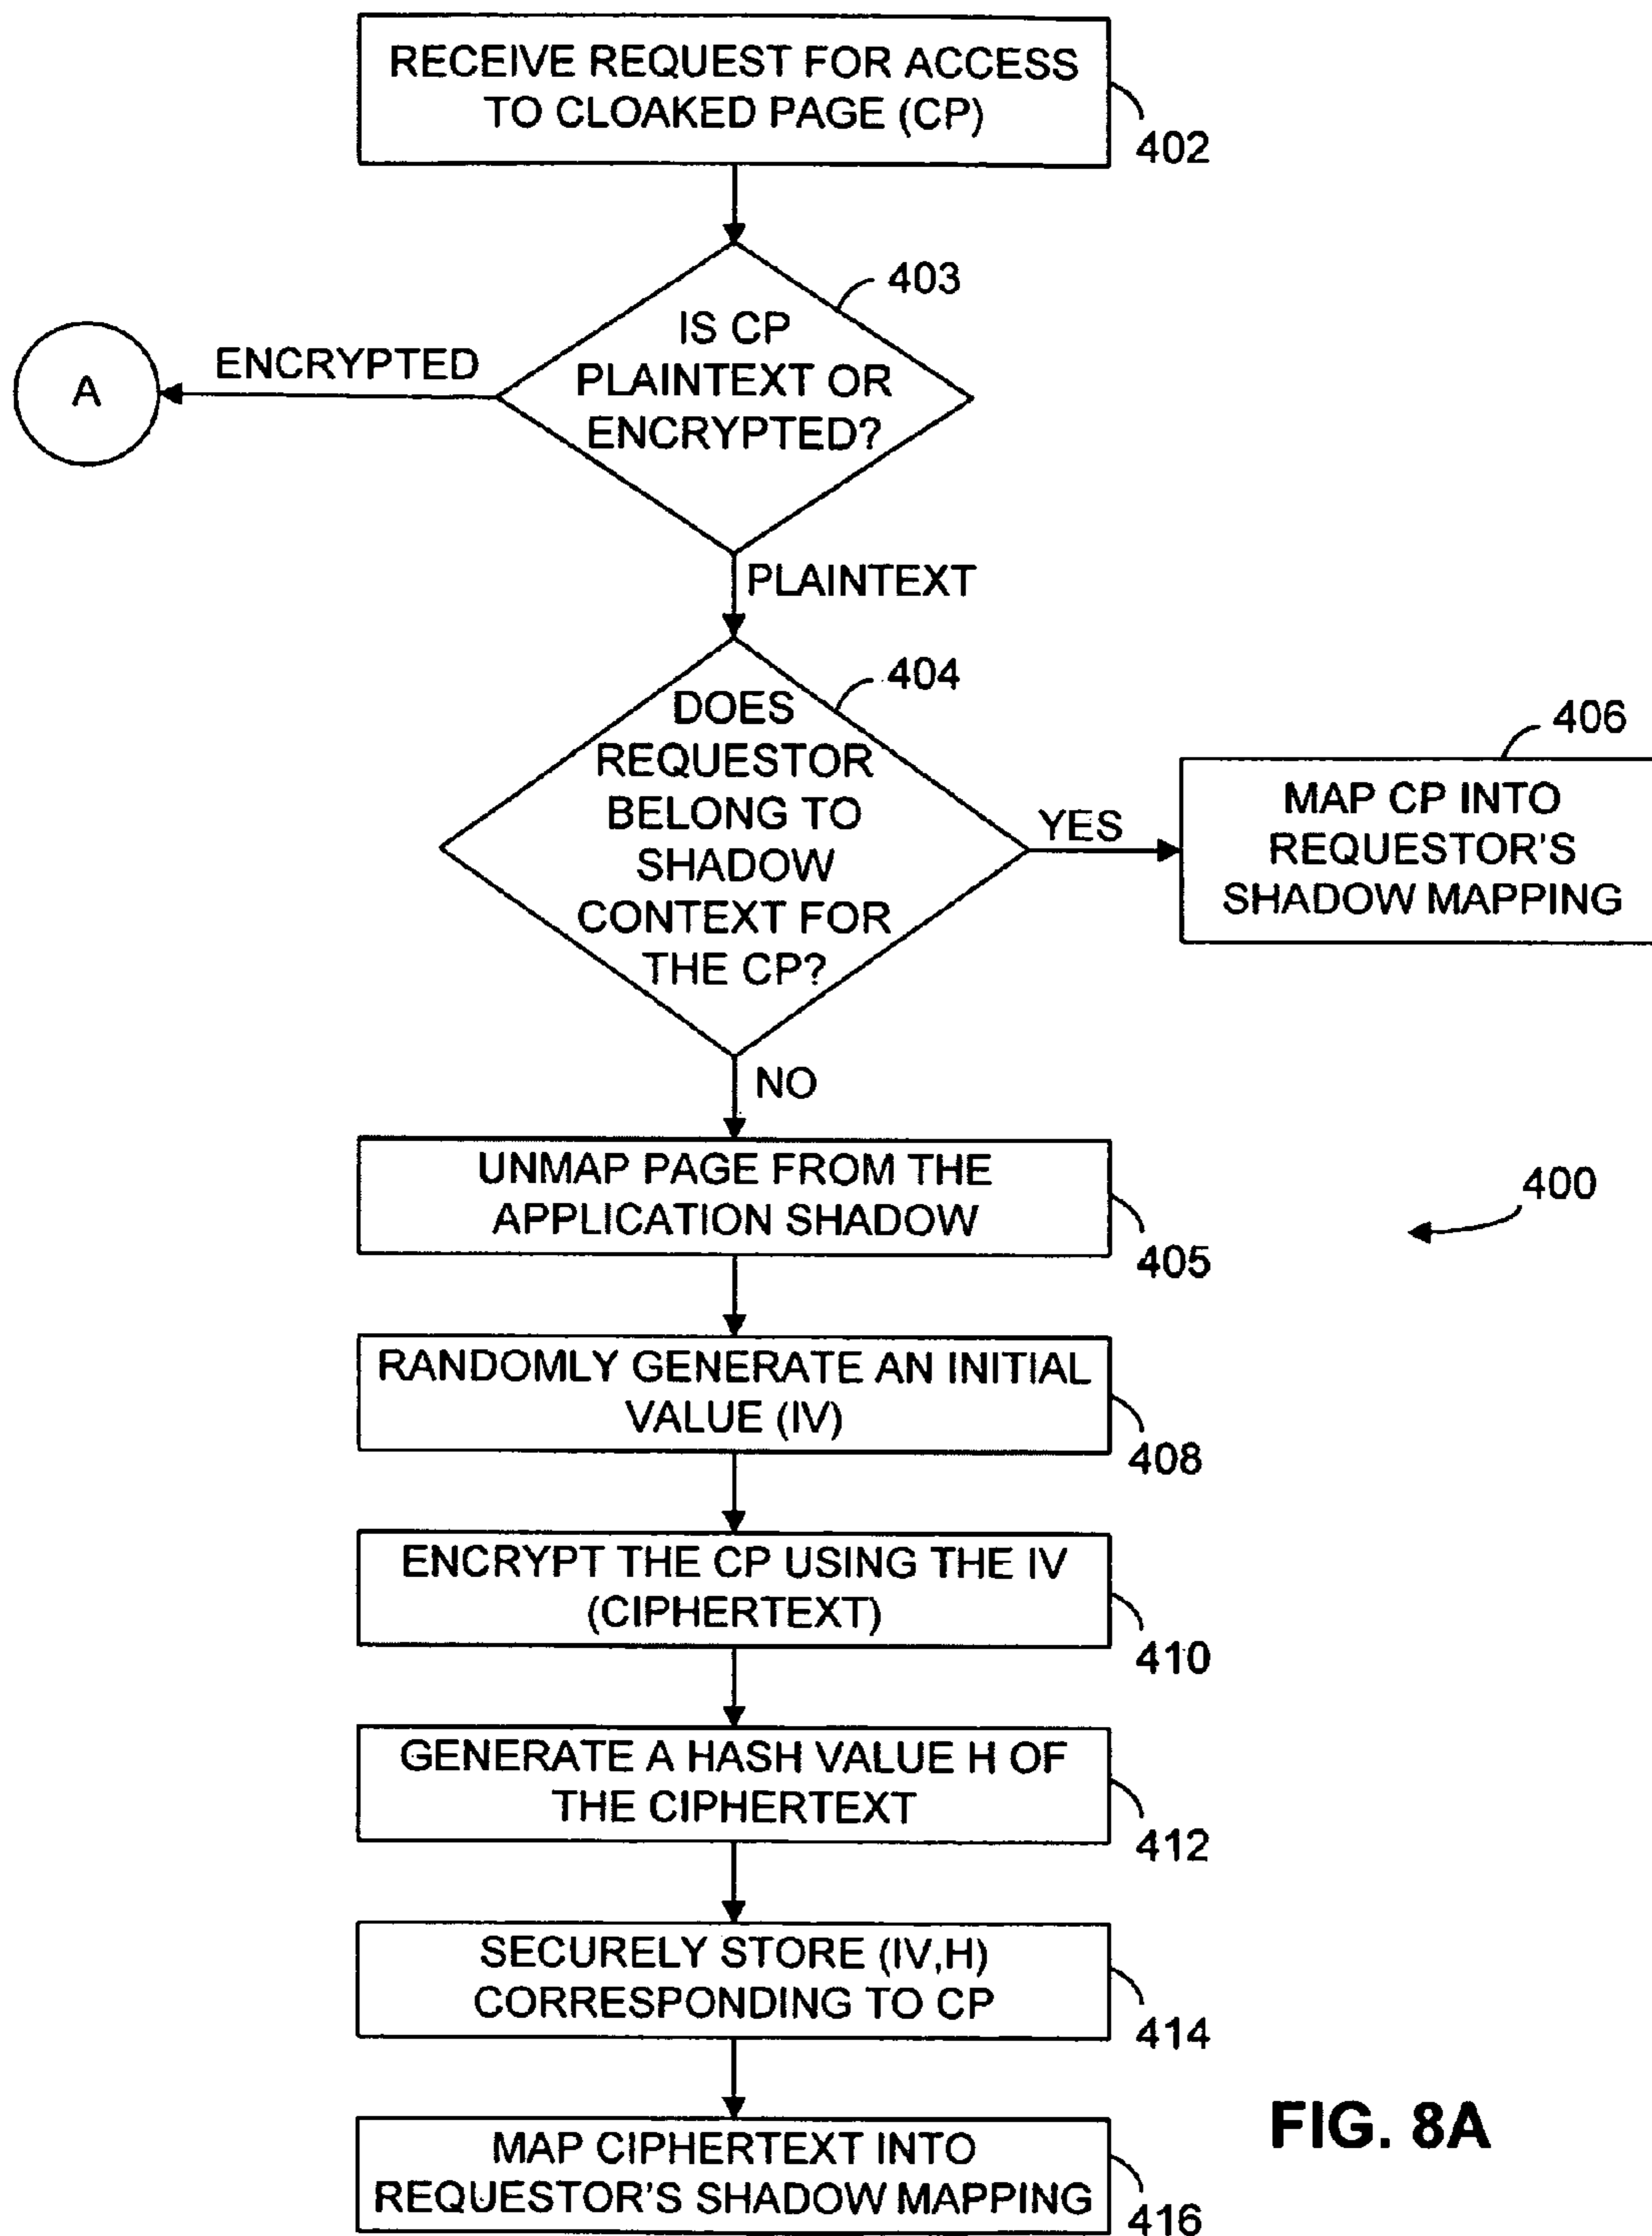 RECEIVE REQUEST FOR ACCESS
TO CLOAKED PAGE (CP)
402
403
IS CP
PLAINTEXT OR
ENCRYPTED?
ENCRYPTED
A
PLAINTEXT
404
DOES
REQUESTOR
BELONG TO
SHADOW
CONTEXT FOR
THE CP?
YES
406
MAP CP INTO
REQUESTOR'S
SHADOW MAPPING
NO
UNMAP PAGE FROM THE
APPLICATION SHADOW
405
400
RANDOMLY GENERATE AN INITIAL
VALUE (IV)
408
ENCRYPT THE CP USING THE IV
(CIPHERTEXT)
410
GENERATE A HASH VALUE H OF
THE CIPHERTEXT
412
SECURELY STORE (IV,H)
CORRESPONDING TO CP
414
MAP CIPHERTEXT INTO
REQUESTOR'S SHADOW MAPPING
416
FIG. 8A